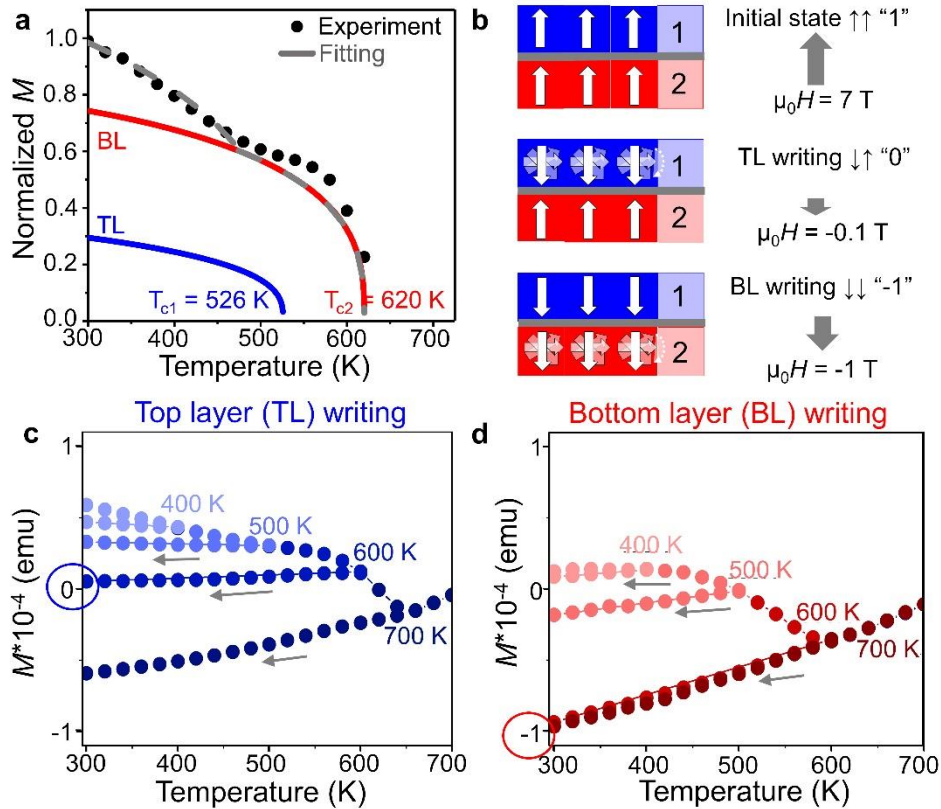 a
Experiment
Fitting
BL
TL
T_c1 = 526 K
T_c2 = 620 K
1.0
0.8
0.6
0.4
0.2
0.0
Normalized M
300 400 500 600 700
Temperature (K)
b
1
2
Initial state ↑↑ “1”
μ₀H = 7 T
1
2
TL writing ↓↑ “0”
μ₀H = -0.1 T
1
2
BL writing ↓↓ “-1”
μ₀H = -1 T
Top layer (TL) writing
c
400 K
500 K
600 K
700 K
1
0
-1
M*10⁻⁴ (emu)
300 400 500 600 700
Temperature (K)
Bottom layer (BL) writing
d
400 K
500 K
600 K
700 K
1
0
-1
M*10⁻⁴ (emu)
300 400 500 600 700
Temperature (K)